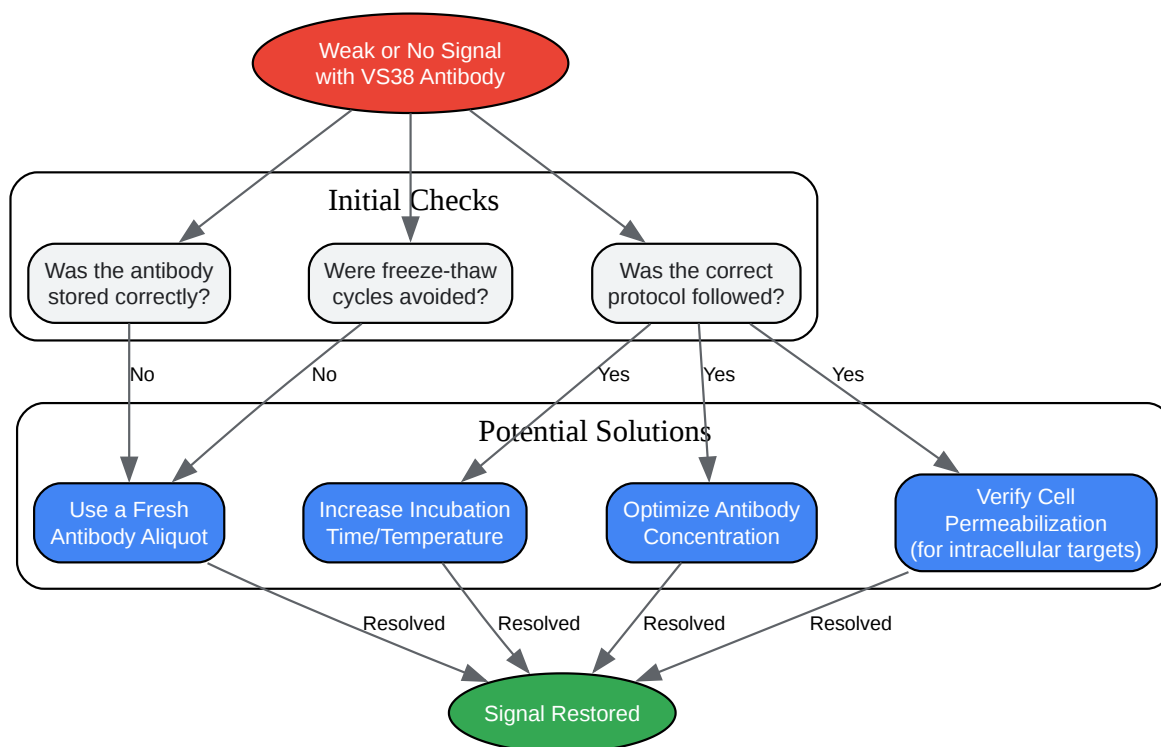 Weak or No Signal
with VS38 Antibody
Initial Checks
Was the antibody
stored correctly?
Were freeze-thaw
cycles avoided?
Was the correct
protocol followed?
No
No
Yes
Yes
Yes
Potential Solutions
Use a Fresh
Antibody Aliquot
Increase Incubation
Time/Temperature
Optimize Antibody
Concentration
Verify Cell
Permeabilization
(for intracellular targets)
Resolved
Resolved
Resolved
Resolved
Signal Restored